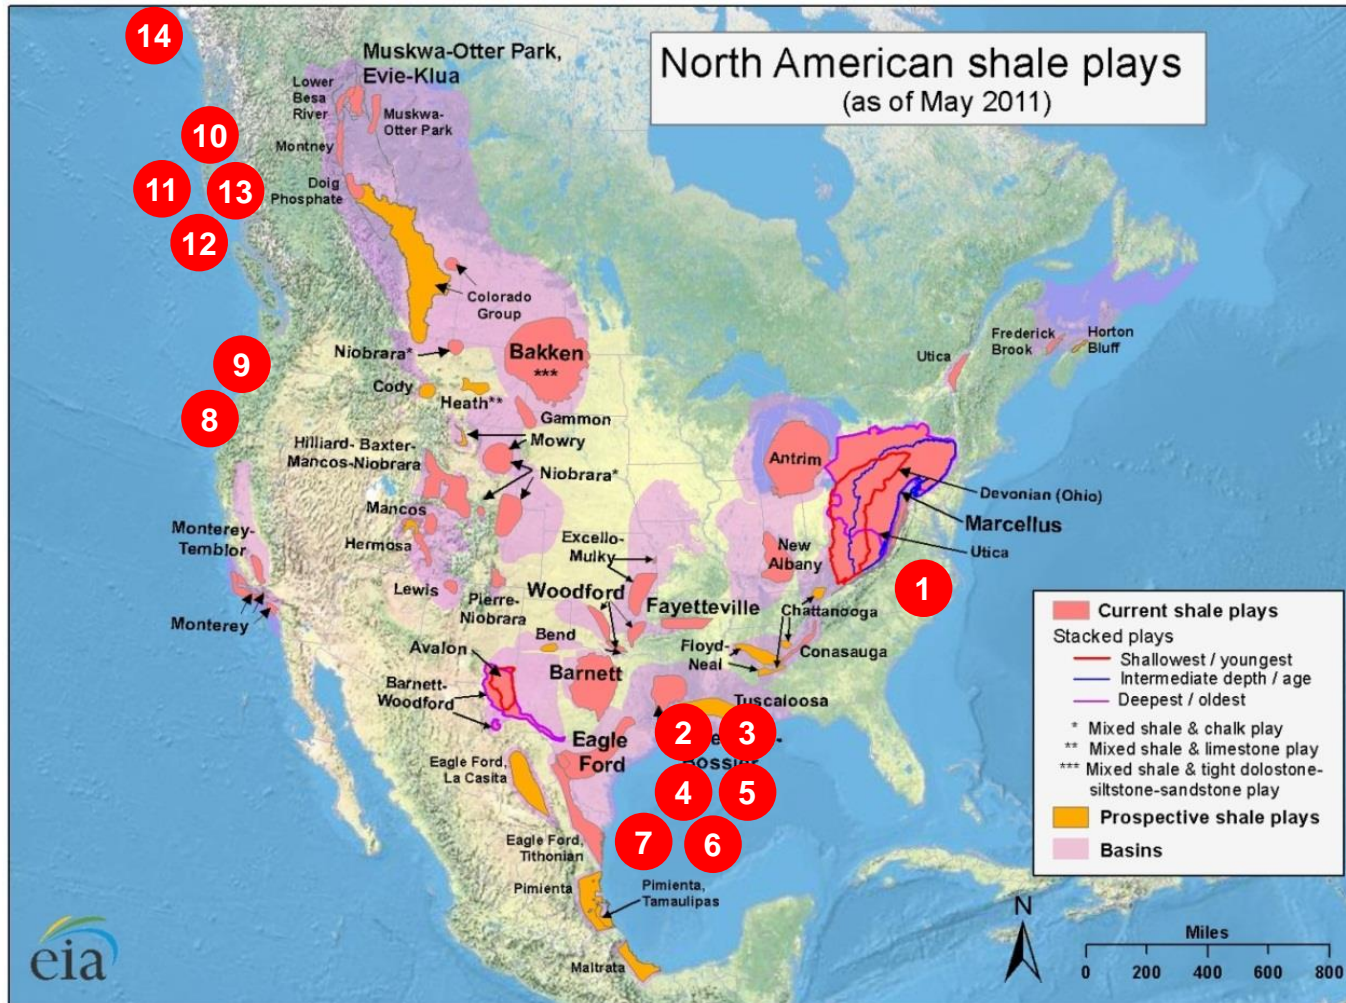 North American shale plays
(as of May 2011)
14
Muskwa-Otter Park,
Evie-Klua
Lower
Besa
River
Muskwa-
Otter Park
Montney
10
11
13
Doig
Phosphate
12
Colorado
Group
Niobrara*
Bakken
***
9
Cody
Heath**
8
Gammon
Mowry
Hilliard- Baxter-
Mancos-Niobrara
Niobrara*
Mancos
Hermosa
Monterey-
Temblor
Lewis
Pierre-
Niobrara
Monterey
Excello-
Mulky
Woodford
Fayetteville
Bend
Avalon
Barnett
Barnett-
Woodford
Eagle
Ford
Eagle Ford,
La Casita
Eagle Ford,
Tithonian
Pimienta
Pimienta,
Tamaulipas
Maltrata
Utica
Frederick
Brook
Horton
Bluff
Antrim
Devonian (Ohio)
Marcellus
Utica
New
Albany
1
Chattanooga
Floyd-
Neal
Conasauga
Tuscaloosa
2
3
Bossier
4
5
7
6
Current shale plays
Stacked plays
Shallowest / youngest
Intermediate depth / age
Deepest / oldest
* Mixed shale & chalk play
** Mixed shale & limestone play
*** Mixed shale & tight dolostone-
siltstone-sandstone play
Prospective shale plays
Basins
N
Miles
0 200 400 600 800
eia